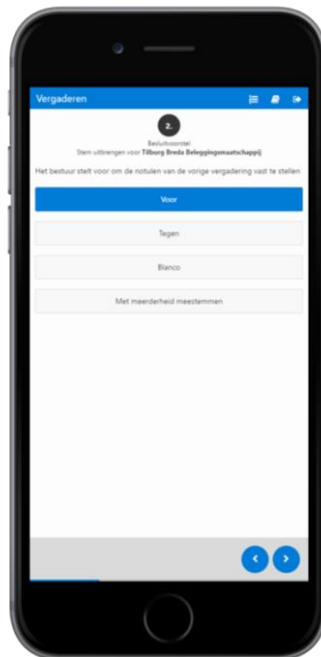 Vergaderen
2.
Besluitvoorstel
Stem uitbrengen voor Tilburg Breda Beleggingsmaatschappij
Het bestuur stelt voor om de notulen van de vorige vergadering vast te stellen
Voor
Tegen
Blanco
Met meerderheid meestemmen